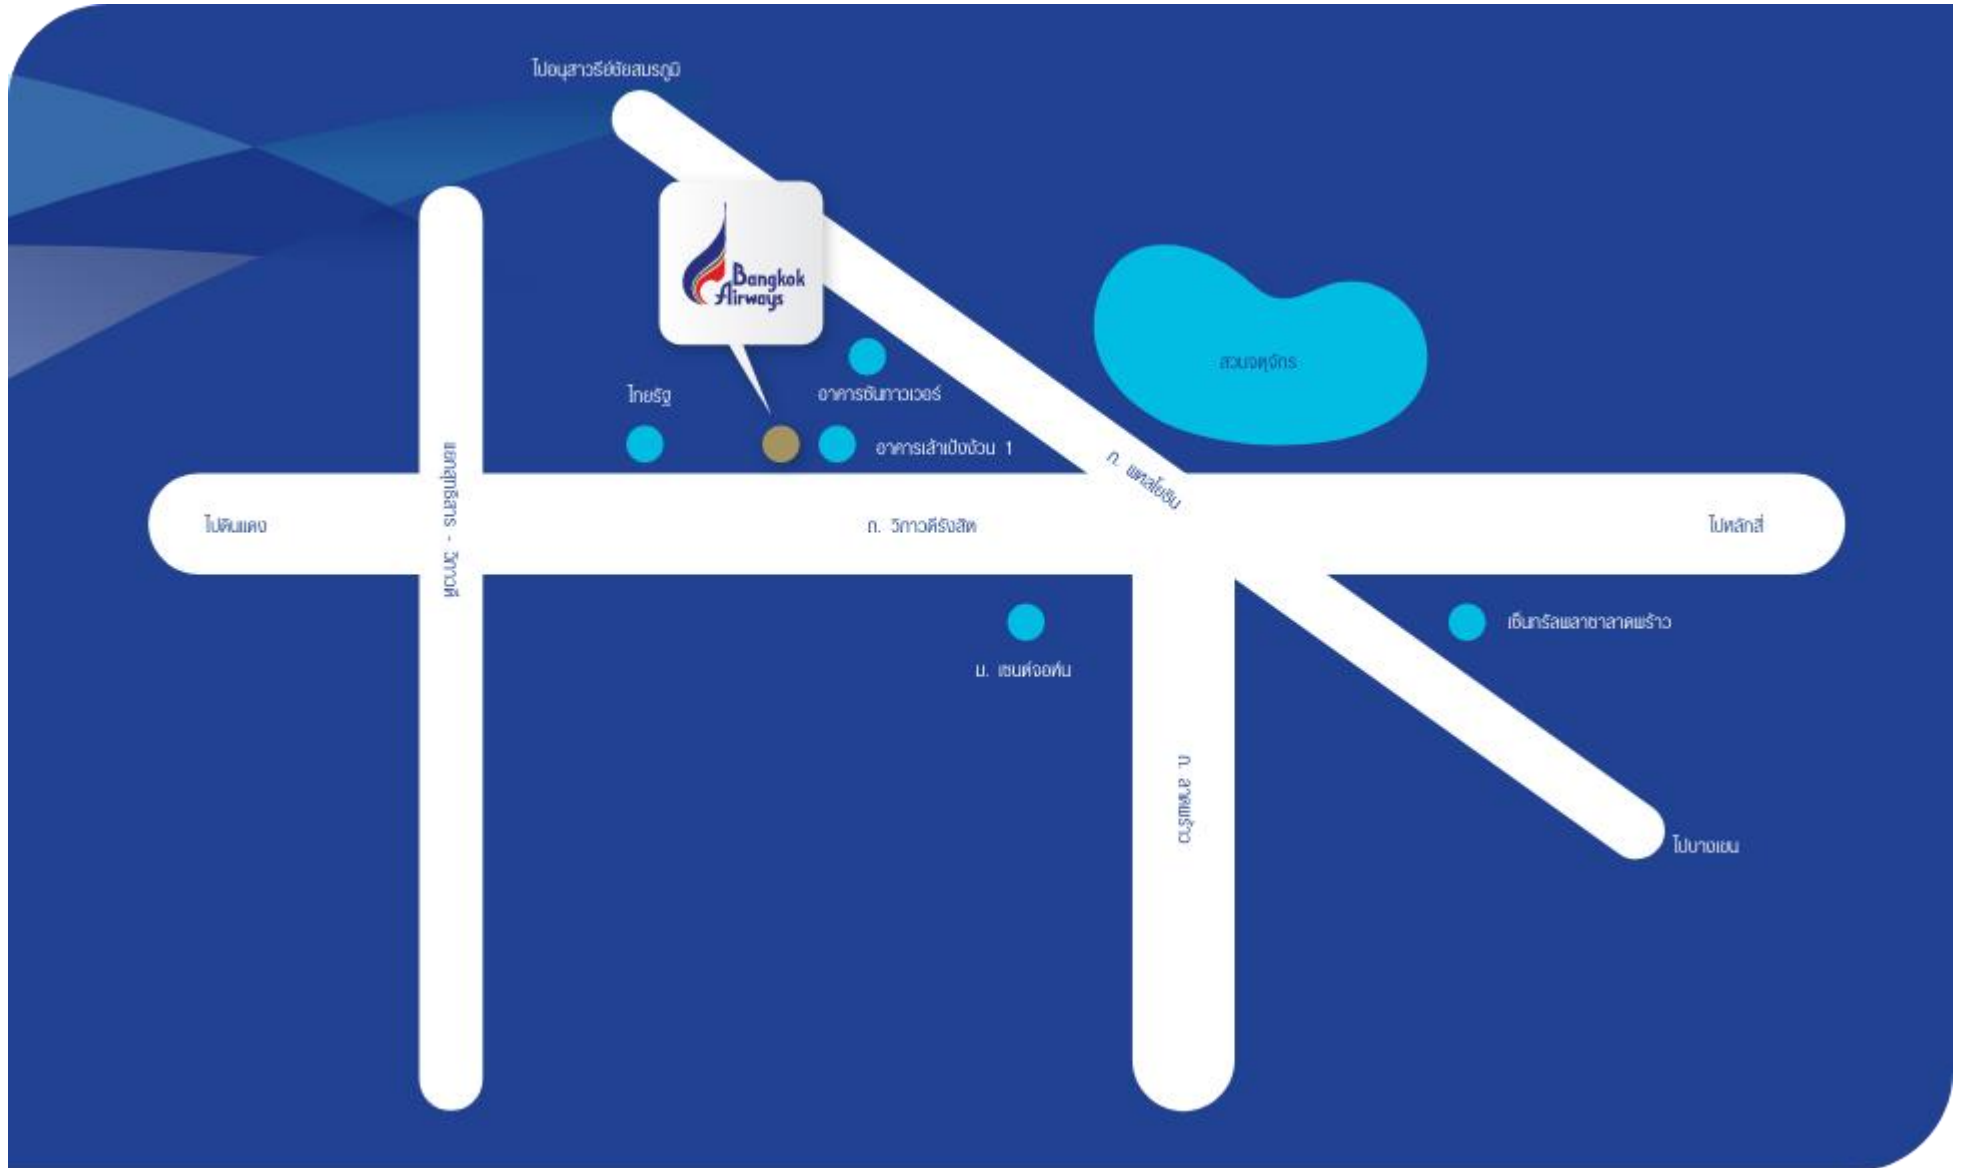 ไปอนุสาวรีย์ชัยสมรภูมิ
Bangkok
Airways
สวนจตุจักร
ไทยรัฐ
อาคารซันทาวเวอร์
อาคารเล้าเป้งง้วน 1
ถ. พหลโยธิน
แยกสุทธิสาร - วิภาวดี
ไปดินแดง
ถ. วิภาวดีรังสิต
ไปหลักสี่
ม. เซนต์จอห์น
เซ็นทรัลพลาซาลาดพร้าว
ถ. ลาดพร้าว
ไปบางเขน